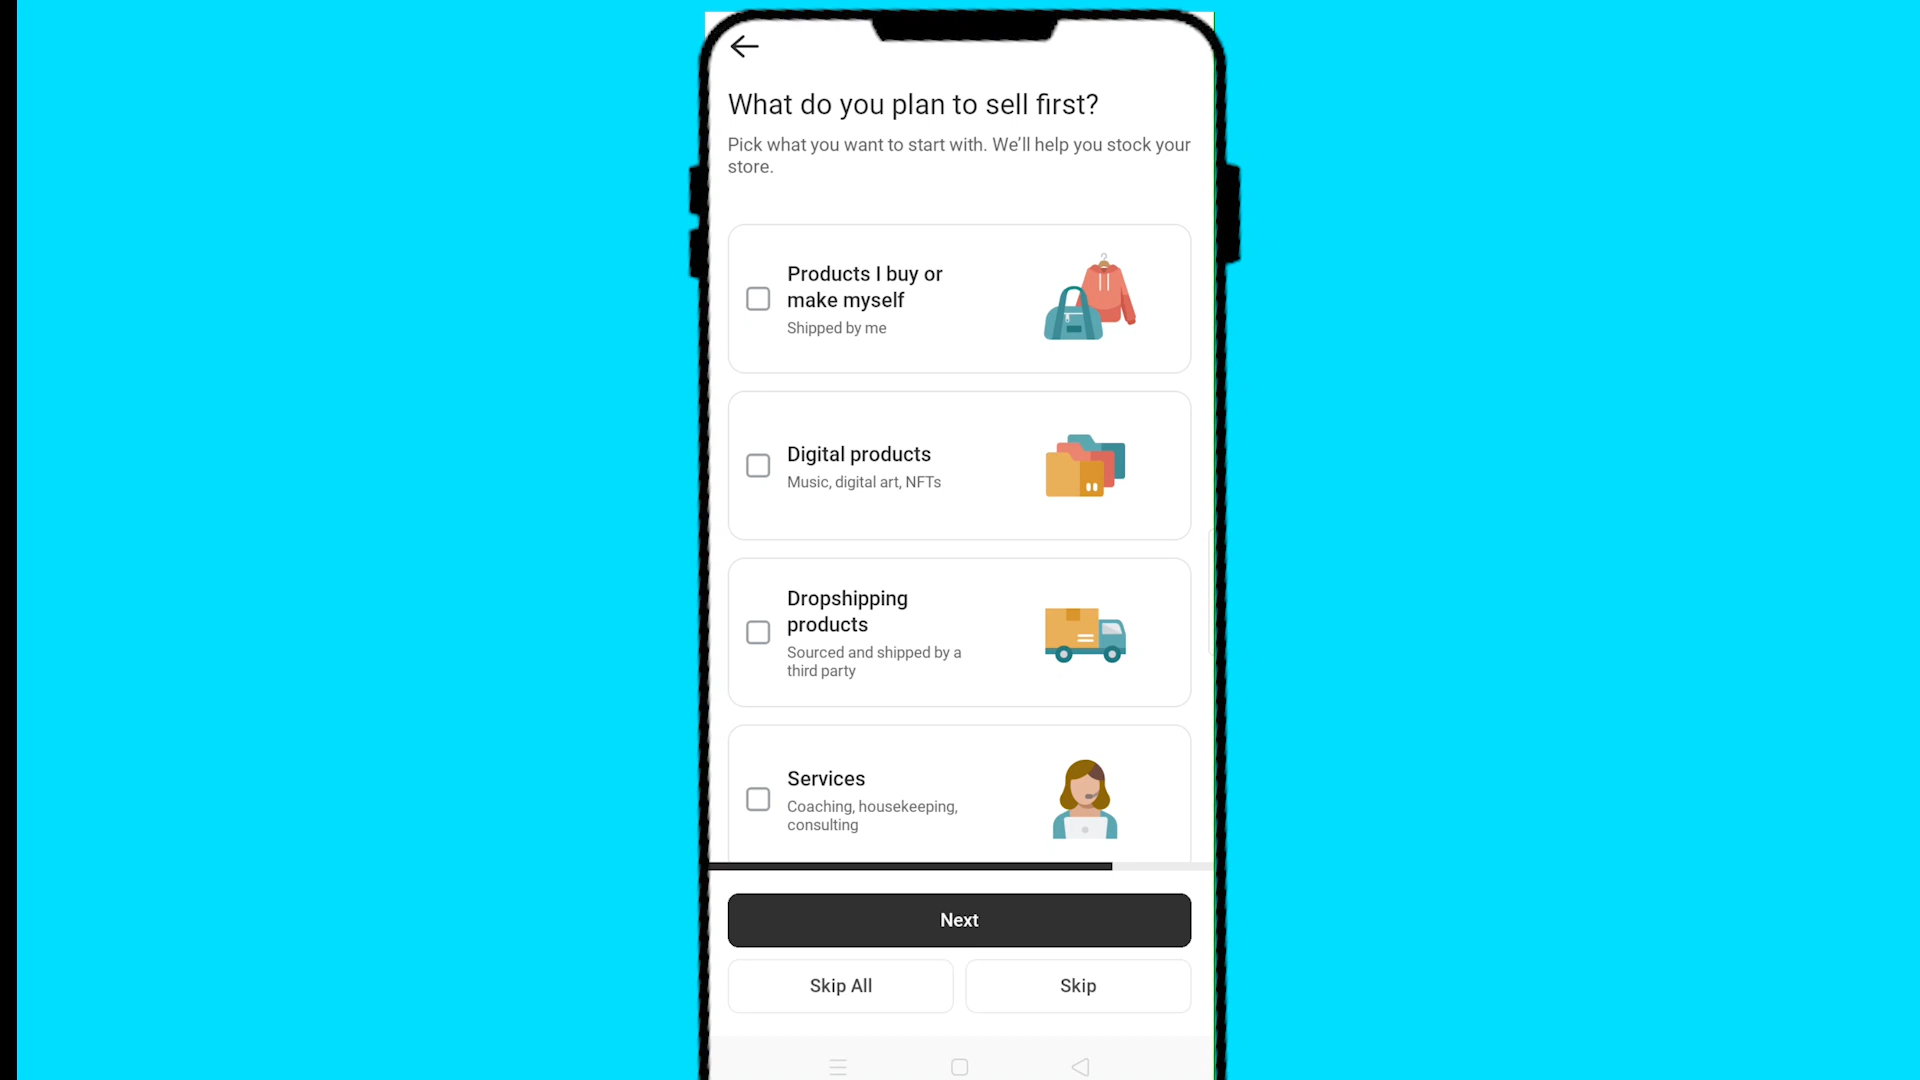 What do you plan to sell first?
Pick what you want to start with. We’ll help you stock your
store.
Products I buy or
make myself
Shipped by me
Digital products
Music, digital art, NFTs
Dropshipping
products
Sourced and shipped by a
third party
Services
Coaching, housekeeping,
consulting
Next
Skip All
Skip